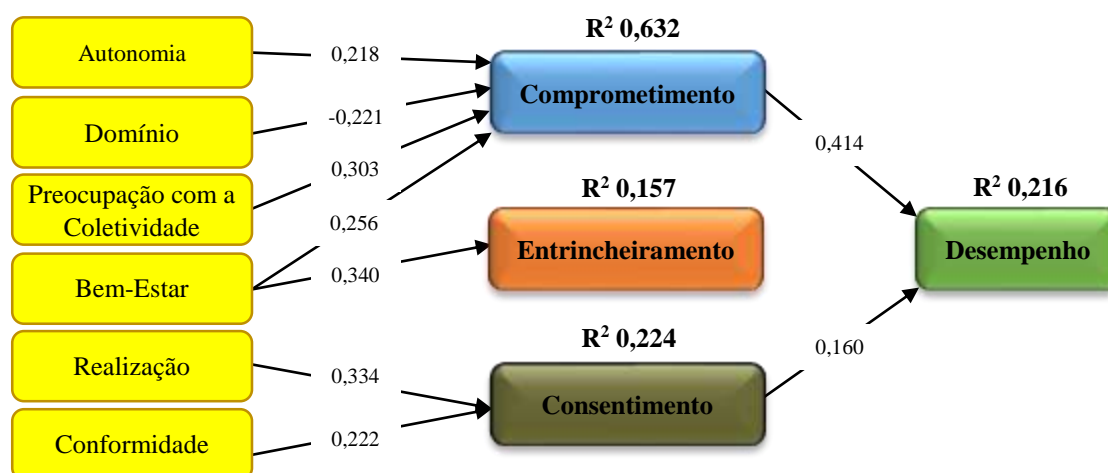 Autonomia
Domínio
Preocupação com a
Coletividade
Bem-Estar
Realização
Conformidade
0,218
-0,221
0,303
0,256
0,340
0,334
0,222
R² 0,632
Comprometimento
R² 0,157
Entrincheiramento
R² 0,224
Consentimento
0,414
0,160
R² 0,216
Desempenho